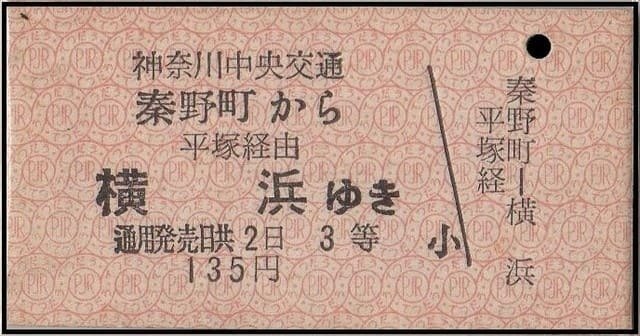 神奈川中央交通
秦野町から
平塚経由
横浜ゆき
通用発売日共2日 3等 小
135円
秦野町ー横浜
平塚経